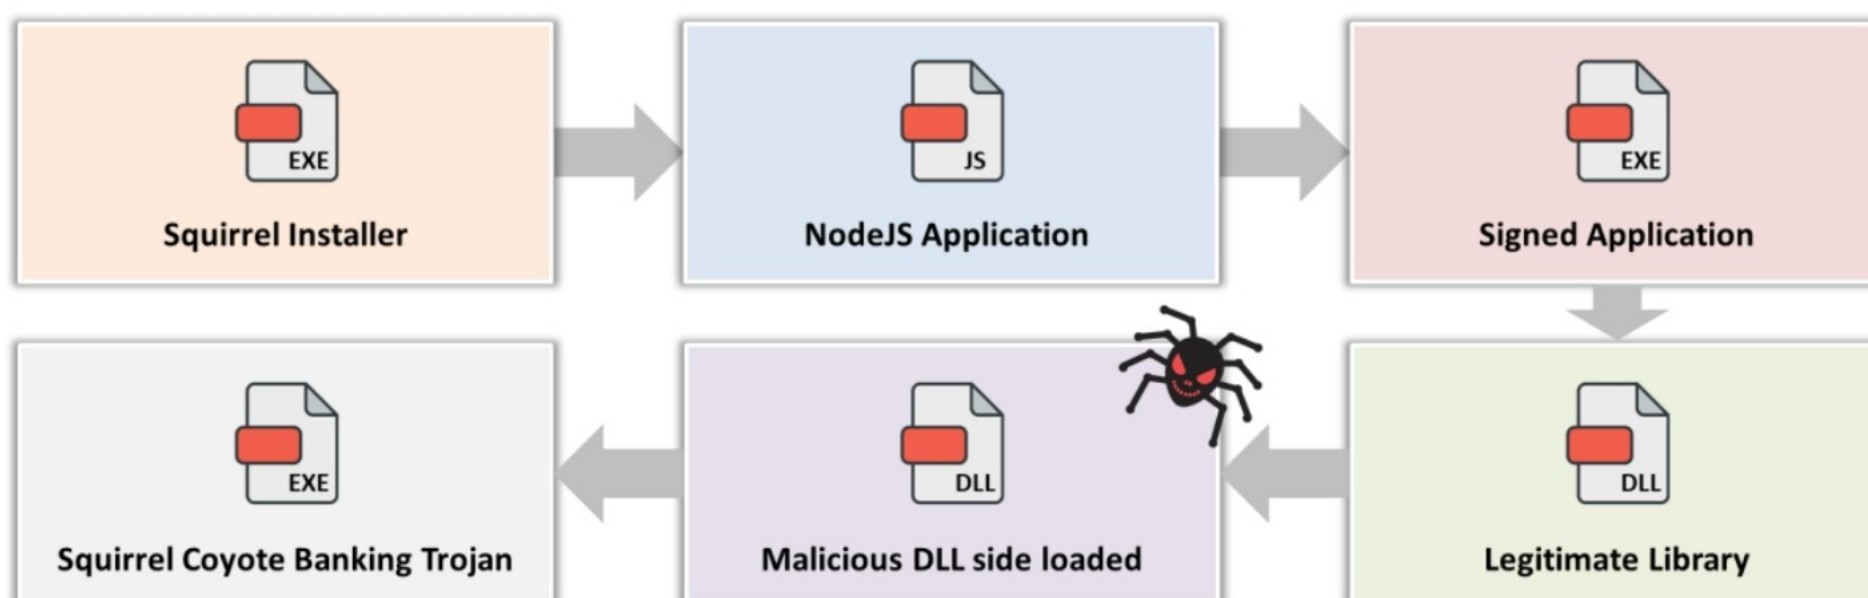 EXE
Squirrel Installer
JS
NodeJS Application
EXE
Signed Application
EXE
Squirrel Coyote Banking Trojan
DLL
Malicious DLL side loaded
DLL
Legitimate Library